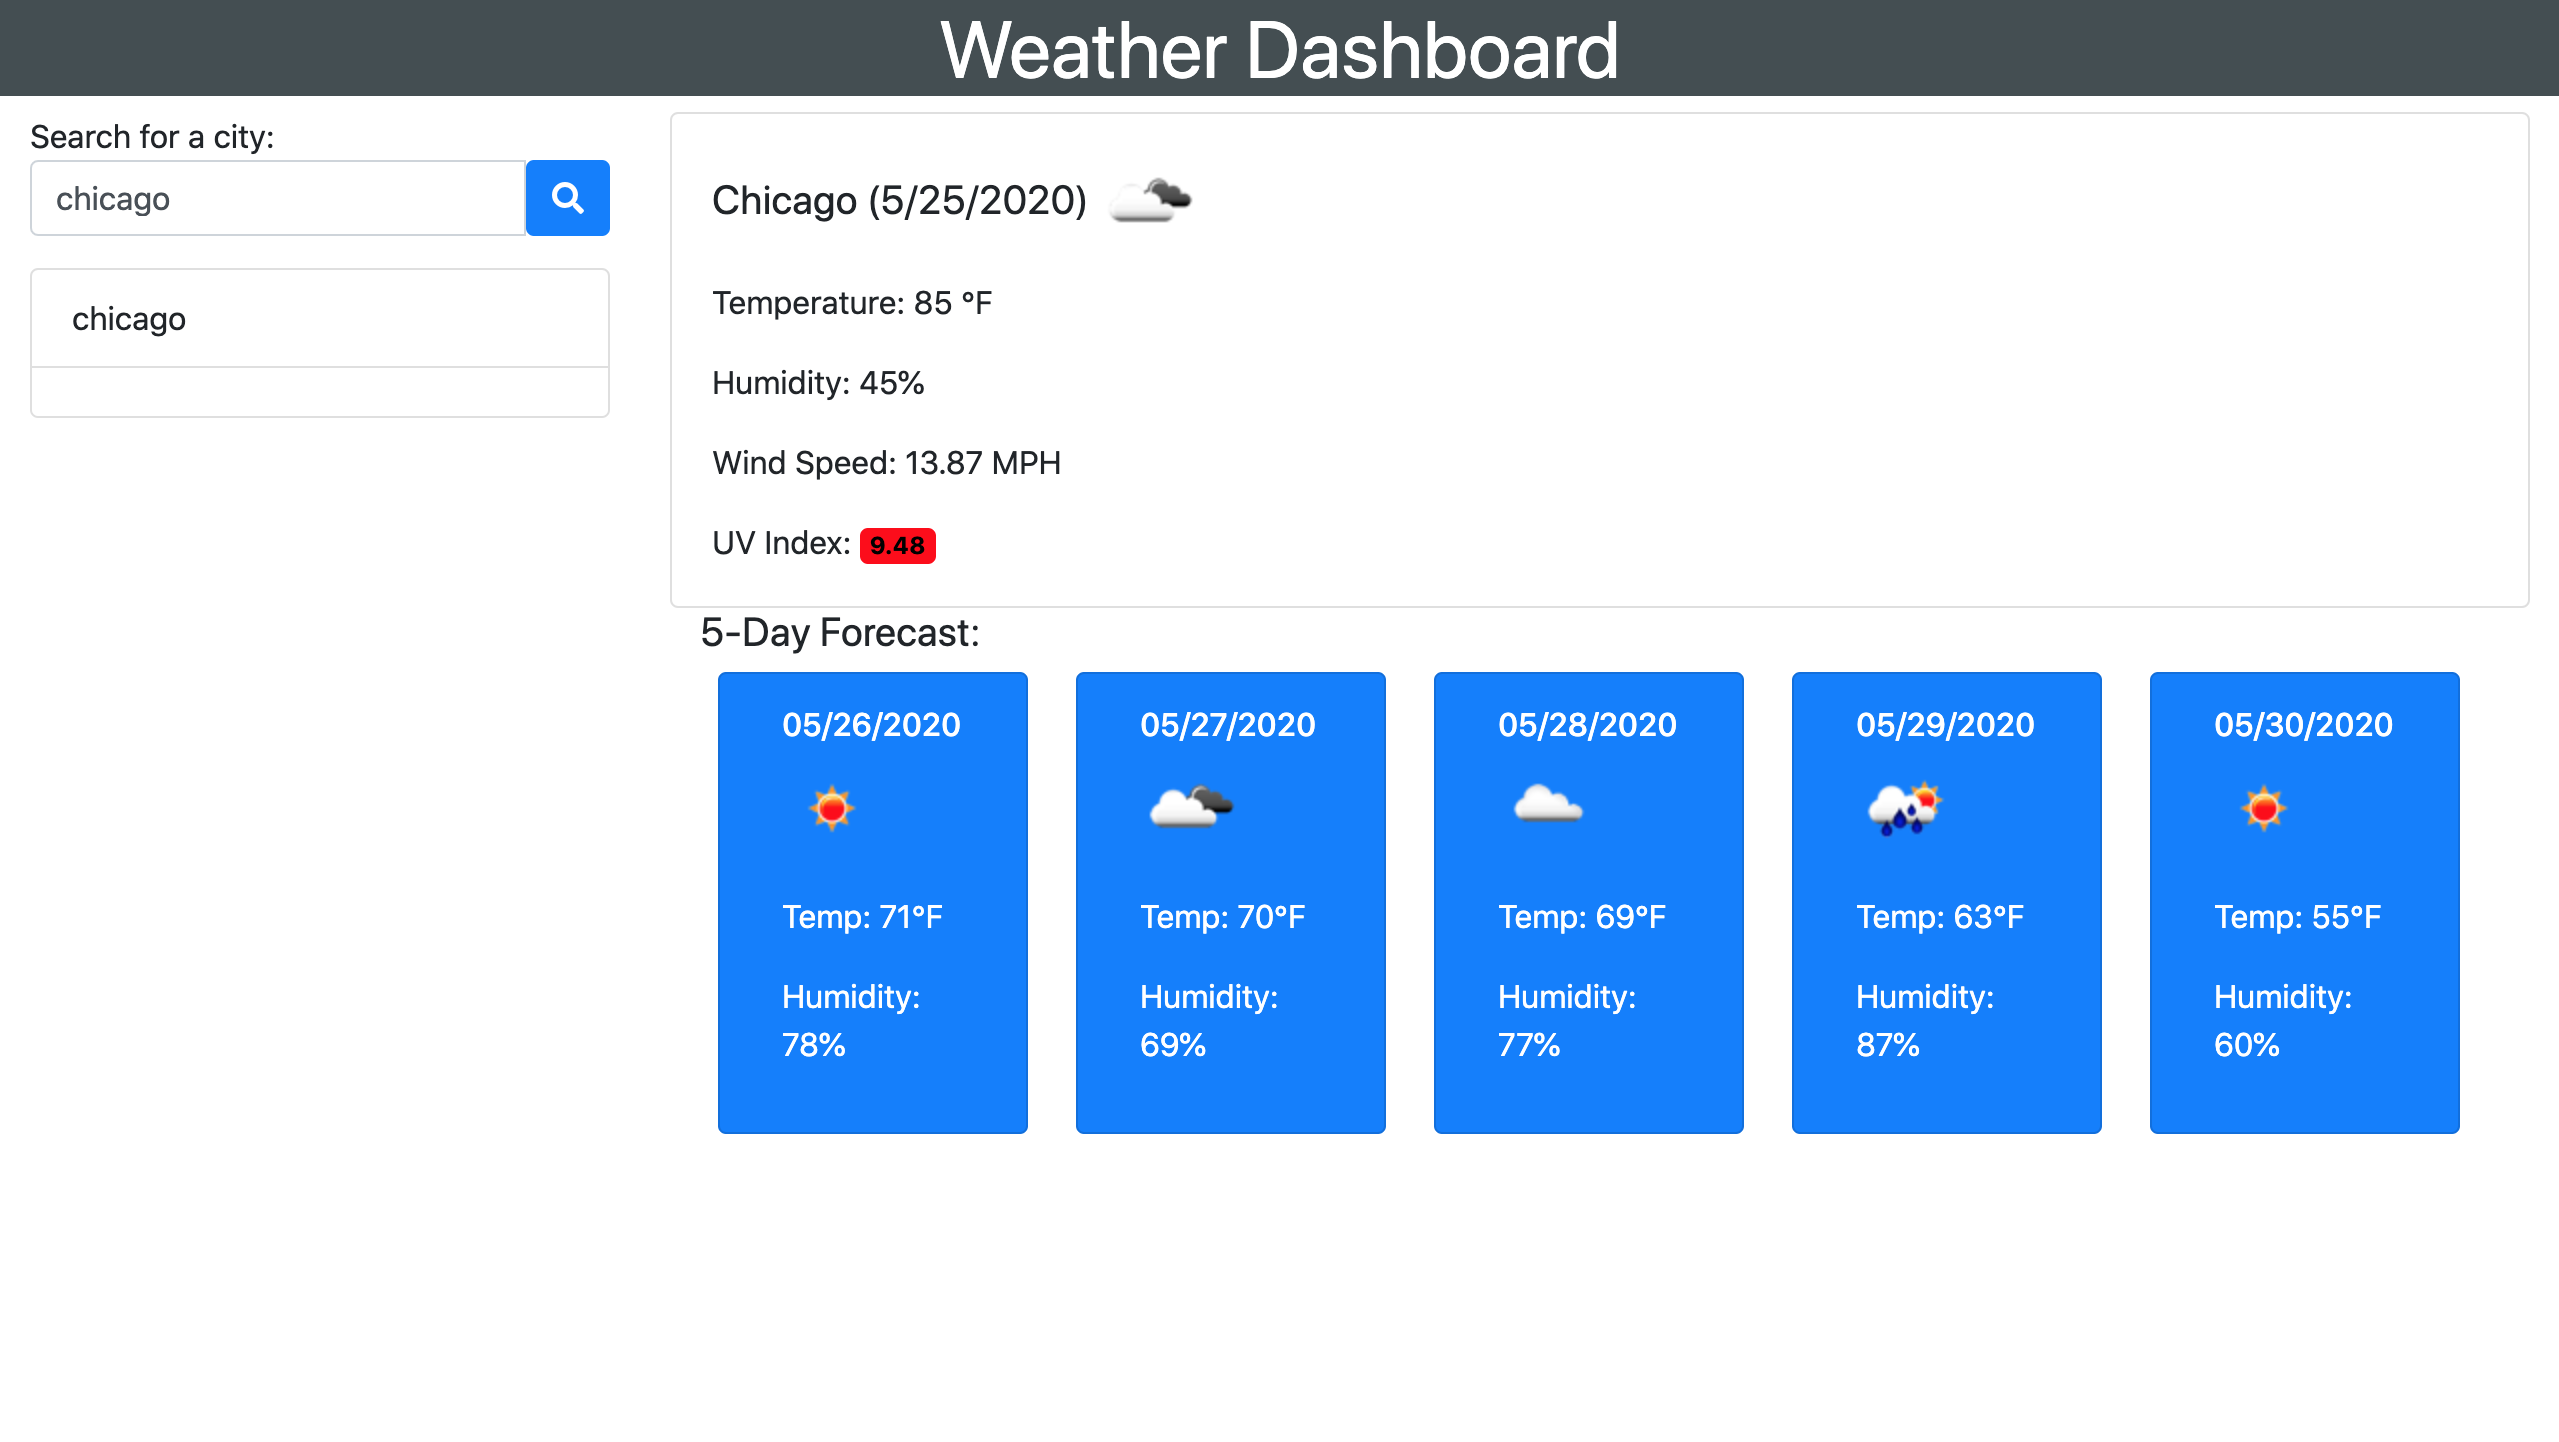 Weather Dashboard
Search for a city:
chicago
chicago
Chicago (5/25/2020)
Temperature: 85 °F
Humidity: 45%
Wind Speed: 13.87 MPH
UV Index: 9.48
5-Day Forecast:
05/26/2020
Temp: 71°F
Humidity:
78%
05/27/2020
Temp: 70°F
Humidity:
69%
05/28/2020
Temp: 69°F
Humidity:
77%
05/29/2020
Temp: 63°F
Humidity:
87%
05/30/2020
Temp: 55°F
Humidity:
60%